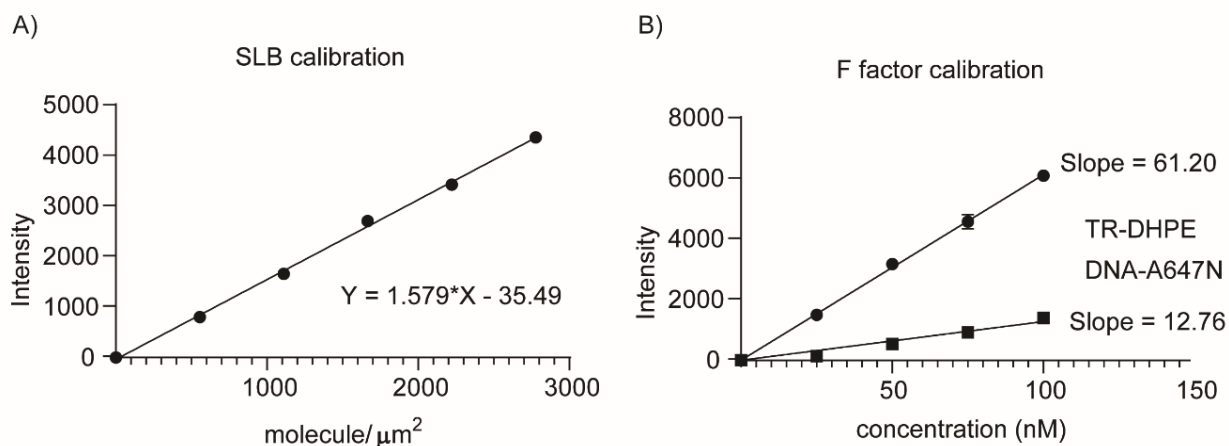 A)
SLB calibration
5000
4000
3000
2000
1000
0
Intensity
Y = 1.579*X - 35.49
1000
2000
3000
molecule/ μm²
B)
F factor calibration
8000
6000
4000
2000
0
Intensity
Slope = 61.20
TR-DHPE
DNA-A647N
Slope = 12.76
50
100
150
concentration (nM)